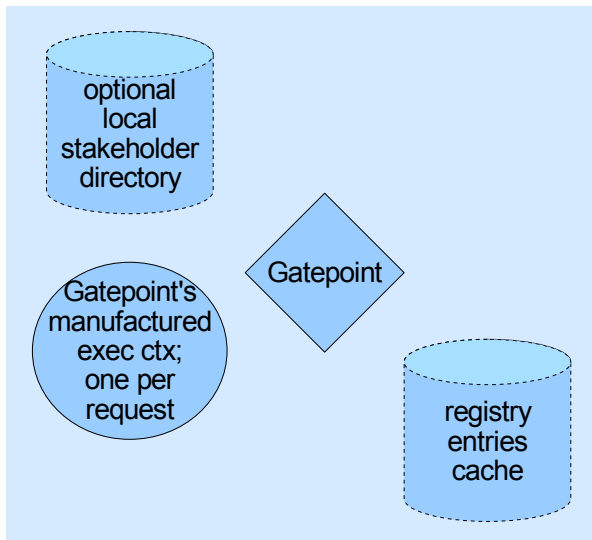 optional
local
stakeholder
directory
Gatepoint
Gatepoint's
manufactured
exec ctx;
one per
request
registry
entries
cache